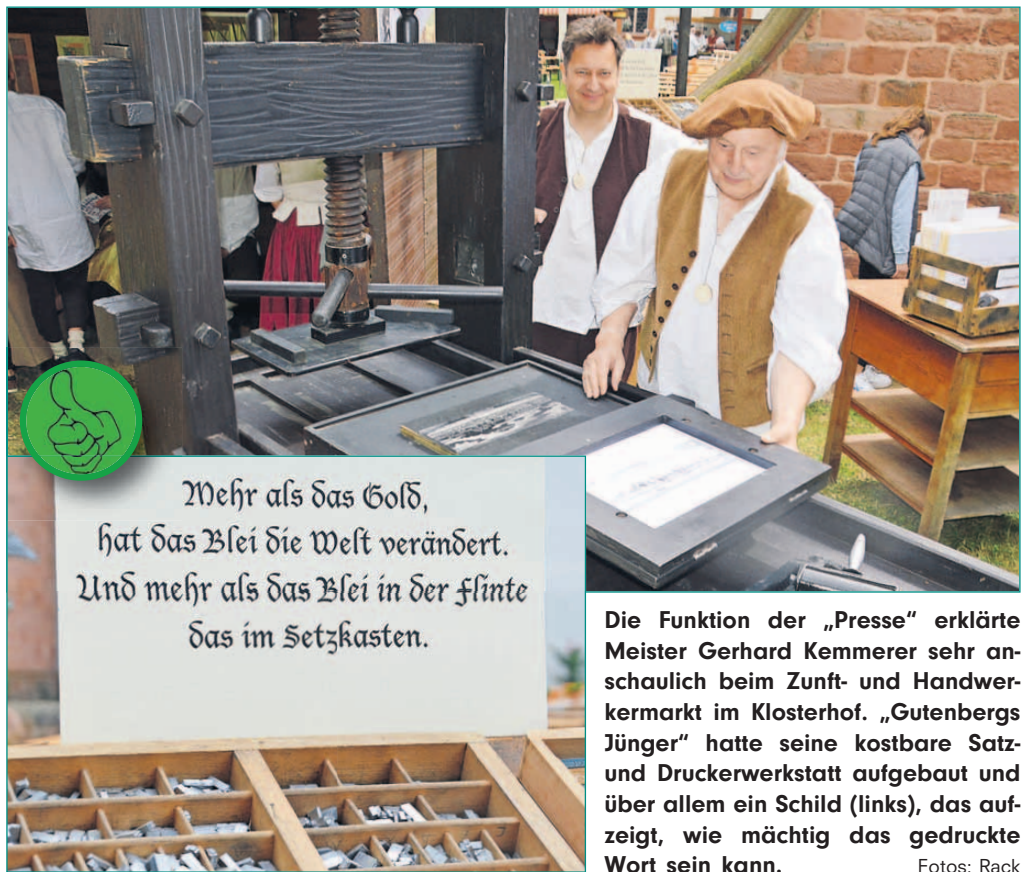 Mehr als das Gold,
hat das Blei die Welt verändert.
Und mehr als das Blei in der Flinte
das im Setzkasten.
Die Funktion der „Presse“ erklärte
Meister Gerhard Kemmerer sehr an-
schaulich beim Zunft- und Handwer-
kermarkt im Klosterhof. „Gutenbergs
Jünger“ hatte seine kostbare Satz-
und Druckerwerkstatt aufgebaut und
über allem ein Schild (links), das auf-
zeigt, wie mächtig das gedruckte
Wort sein kann. Fotos: Rack